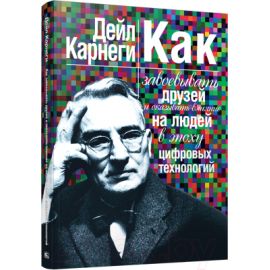 Дейл
Карнеги
Как
завоевывать
друзей
и оказывать влияние
на людей
в эпоху
цифровых
технологий